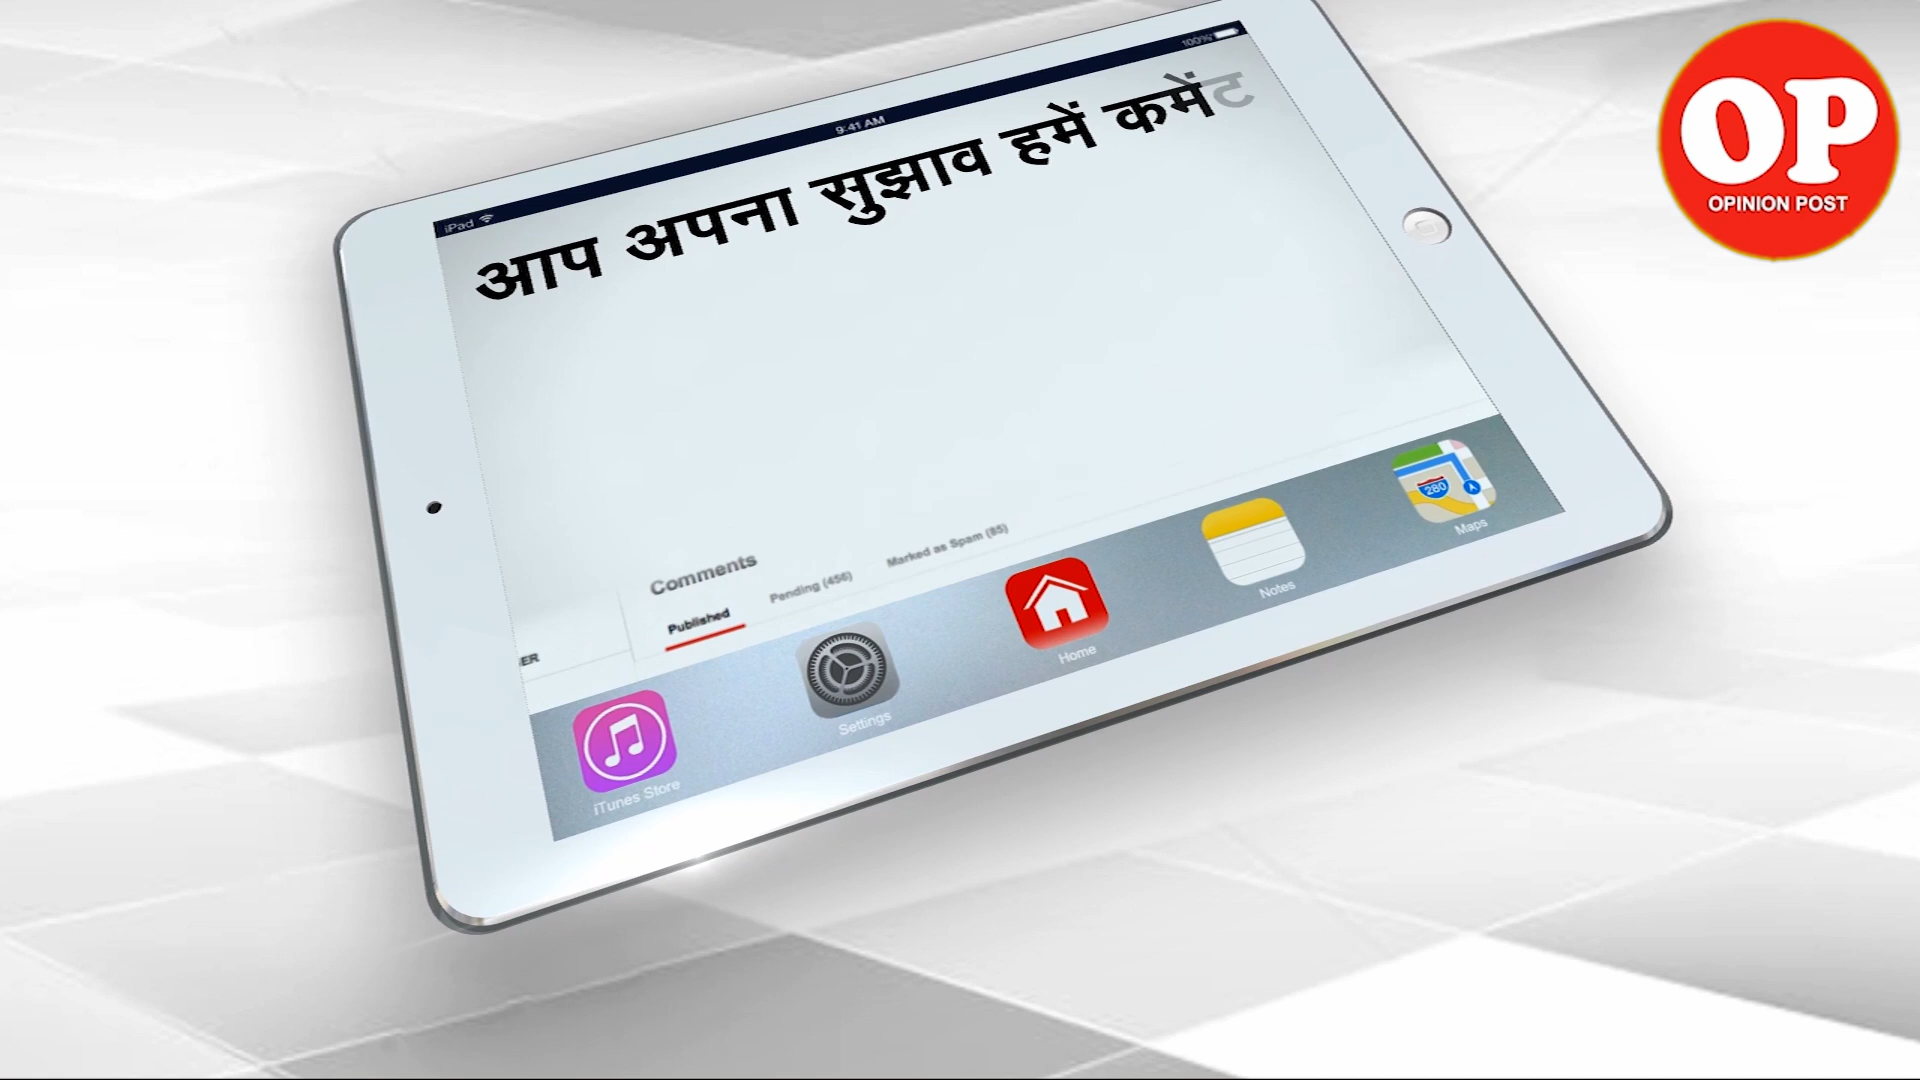 OP
OPINION POST
iPad
9:41 AM
100%
आप अपना सुझाव हमें कमेंट
Comments
Published
Pending (456)
Marked as Spam (85)
ER
iTunes Store
Settings
Home
Notes
280
Maps